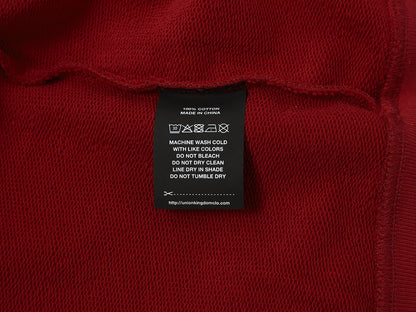 100% COTTON
MADE IN CHINA
30
MACHINE WASH COLD
WITH LIKE COLORS
DO NOT BLEACH
DO NOT DRY CLEAN
LINE DRY IN SHADE
DO NOT TUMBLE DRY
http://unionkingdomclo.com